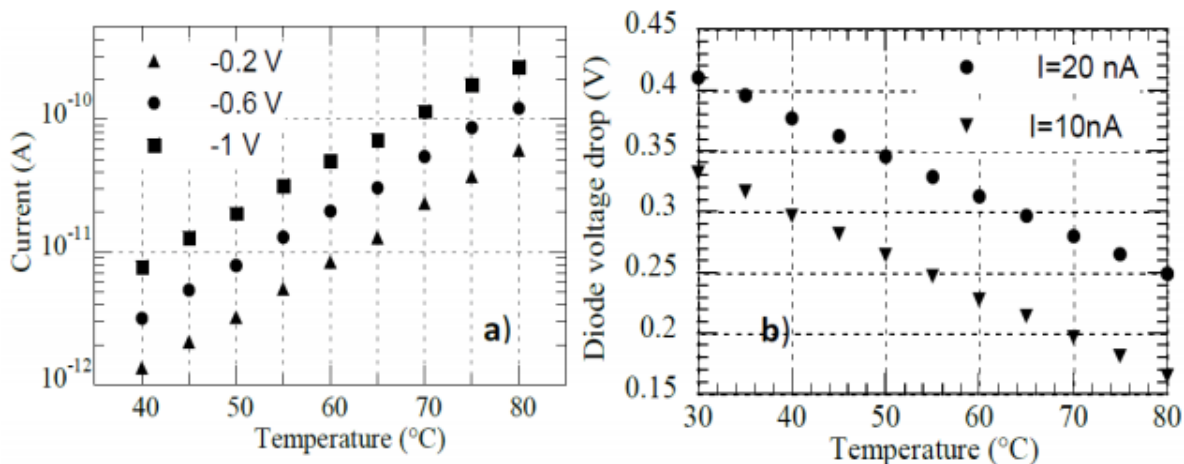 -0.2 V
-0.6 V
-1 V
10⁻¹⁰
10⁻¹¹
10⁻¹²
Current (A)
a)
40 50 60 70 80
Temperature (°C)
0.45
0.4
0.35
0.3
0.25
0.2
0.15
Diode voltage drop (V)
I=20 nA
I=10nA
b)
30 40 50 60 70 80
Temperature (°C)